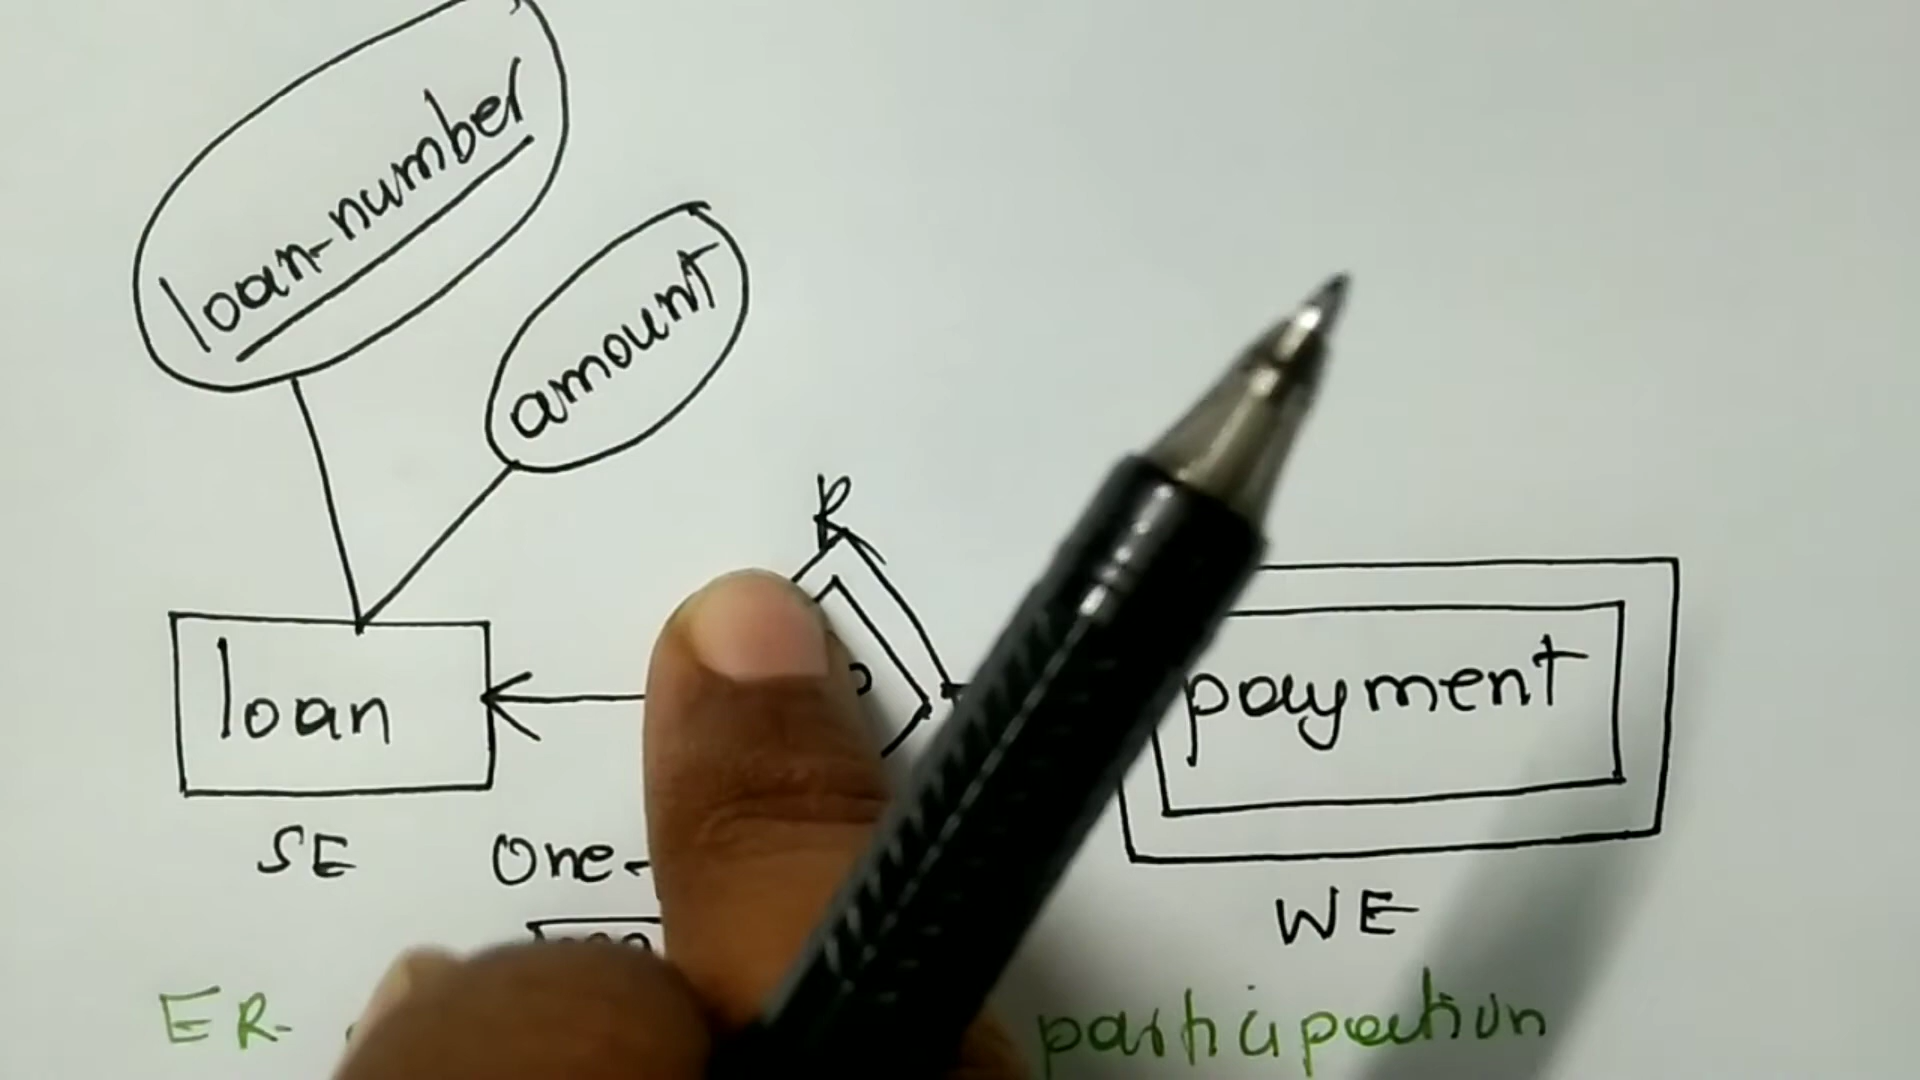 loan-number
amount
R
loan
payment
SE
One-
WE
ER-
participation